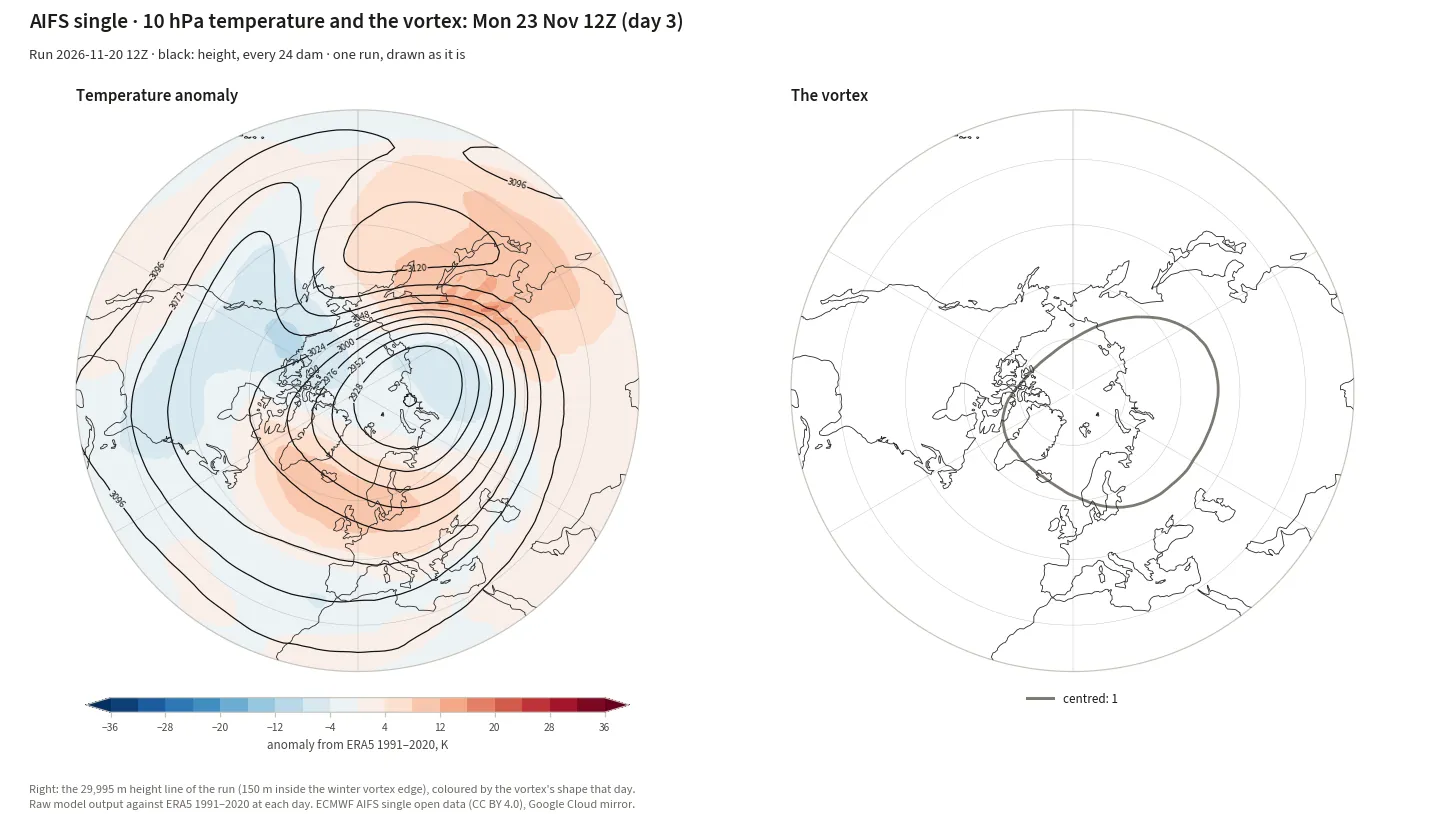 AIFS single · 10 hPa temperature and the vortex: Mon 23 Nov 12Z (day 3)
Run 2026-11-20 12Z · black: height, every 24 dam · one run, drawn as it is
Temperature anomaly
The vortex
3096
3096
3120
3072
3048
3024
3000
2976
2952
2928
3096
centred: 1
−36 −28 −20 −12 −4 4 12 20 28 36
anomaly from ERA5 1991–2020, K
Right: the 29,995 m height line of the run (150 m inside the winter vortex edge), coloured by the vortex's shape that day.
Raw model output against ERA5 1991–2020 at each day. ECMWF AIFS single open data (CC BY 4.0), Google Cloud mirror.